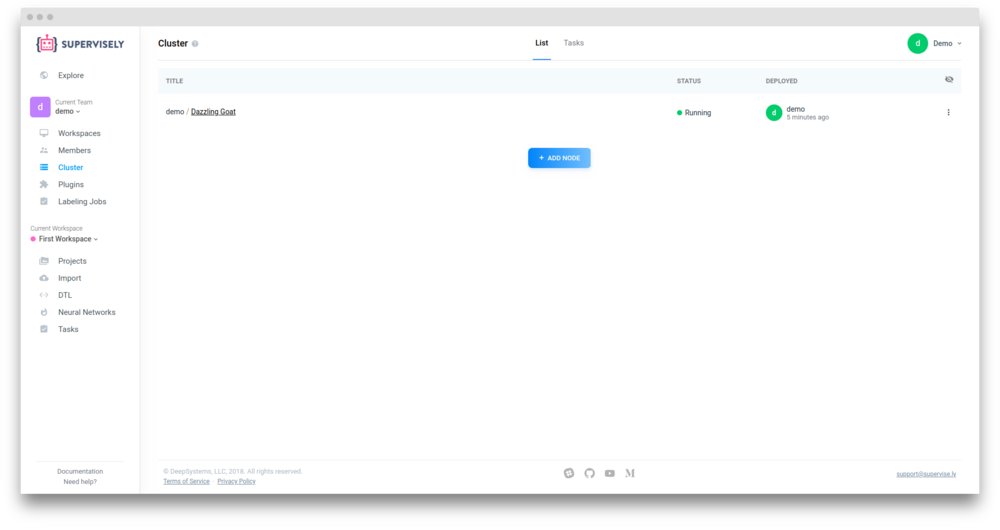 SUPERVISELY
Explore
d
Current Team
demo
Workspaces
Members
Cluster
Plugins
Labeling Jobs
Current Workspace
First Workspace
Projects
Import
DTL
Neural Networks
Tasks
Documentation
Need help?
Cluster ?
List
Tasks
d
Demo
TITLE
STATUS
DEPLOYED
demo / Dazzling Goat
Running
d
demo
5 minutes ago
+ ADD NODE
© DeepSystems, LLC, 2018. All rights reserved.
Terms of Service · Privacy Policy
support@supervise.ly